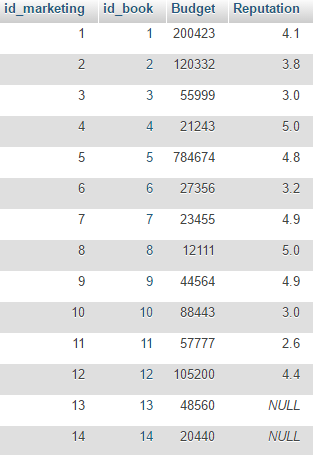 id_marketing id_book Budget Reputation
1 1 200423 4.1
2 2 120332 3.8
3 3 55999 3.0
4 4 21243 5.0
5 5 784674 4.8
6 6 27356 3.2
7 7 23455 4.9
8 8 12111 5.0
9 9 44564 4.9
10 10 88443 3.0
11 11 57777 2.6
12 12 105200 4.4
13 13 48560 NULL
14 14 20440 NULL